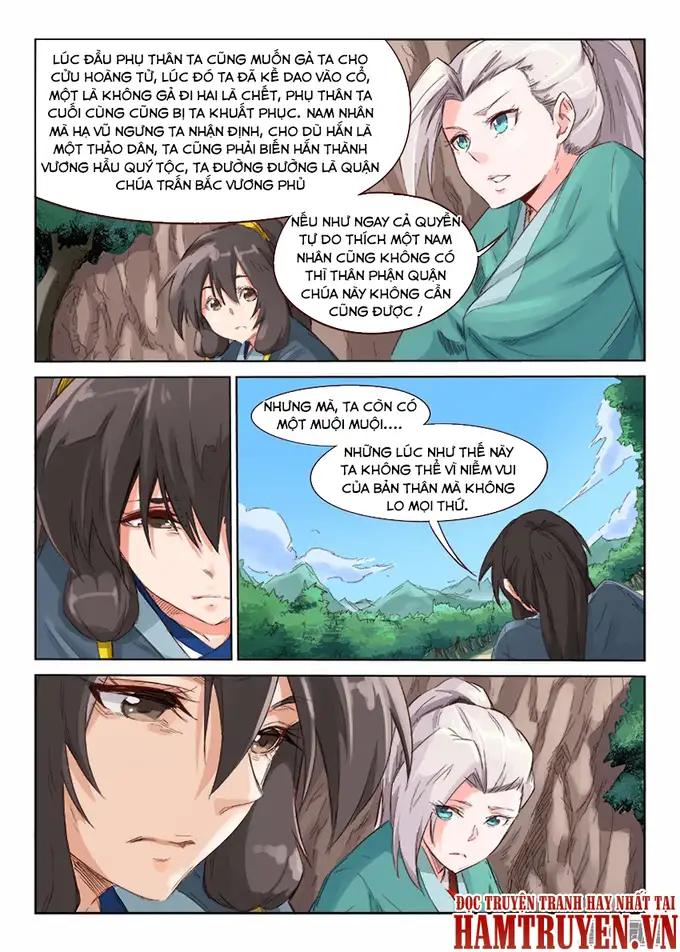 LÚC ĐẦU PHỤ THÂN TA CŨNG MUỐN GẢ TA CHO
CỬU HOÀNG TỬ, LÚC ĐÓ TA ĐÃ KỀ DAO VÀO CỔ,
MỘT LÀ KHÔNG GẢ ĐI HAI LÀ CHẾT, PHỤ THÂN TA
CUỐI CÙNG CŨNG BỊ TA KHUẤT PHỤC. NAM NHÂN
MÀ HẠ VŨ NGƯNG TA NHẬN ĐỊNH, CHO DÙ HẮN LÀ
MỘT THẢO DÂN, TA CŨNG PHẢI BIẾN HẮN THÀNH
VƯƠNG HẦU QUÝ TỘC, TA ĐƯỜNG ĐƯỜNG LÀ QUẬN
CHÚA TRẤN BẮC VƯƠNG PHỦ
NẾU NHƯ NGAY CẢ QUYỀN
TỰ DO THÍCH MỘT NAM
NHÂN CŨNG KHÔNG CÓ
THÌ THÂN PHẬN QUẬN
CHÚA NÀY KHÔNG CẦN
CŨNG ĐƯỢC !
NHƯNG MÀ, TA CÒN CÓ
MỘT MUỘI MUỘI....
NHỮNG LÚC NHƯ THẾ NÀY
TA KHÔNG THỂ VÌ NIỀM VUI
CỦA BẢN THÂN MÀ KHÔNG
LO MỌI THỨ.
ĐỌC TRUYỆN TRANH HAY NHẤT TẠI
HAMTRUYEN.VN